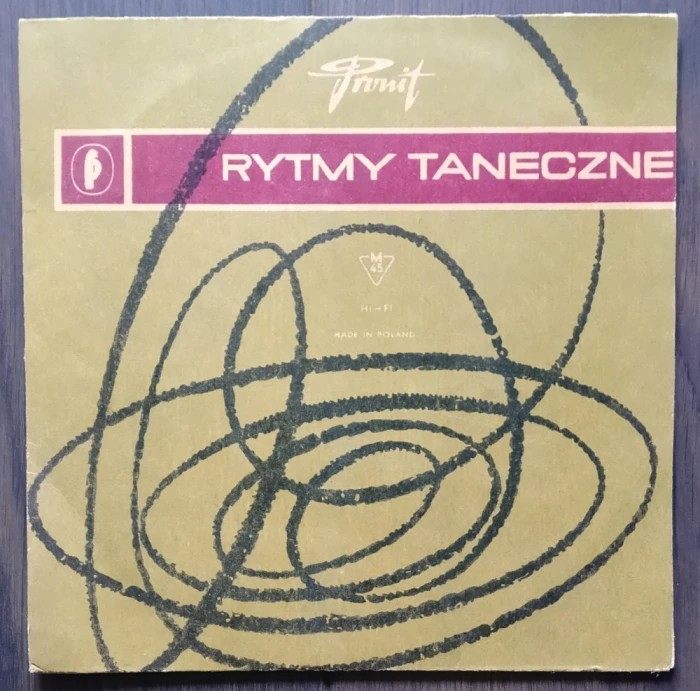 Pronit
RYTMY TANECZNE
M
45
HI-FI
MADE IN POLAND